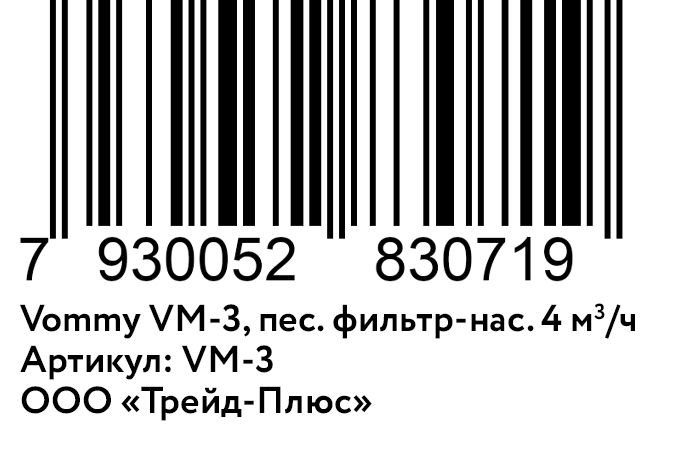 7 930052 830719
Vommy VM-3, пес. фильтр-нас. 4 м³/ч
Артикул: VM-3
ООО «Трейд-Плюс»